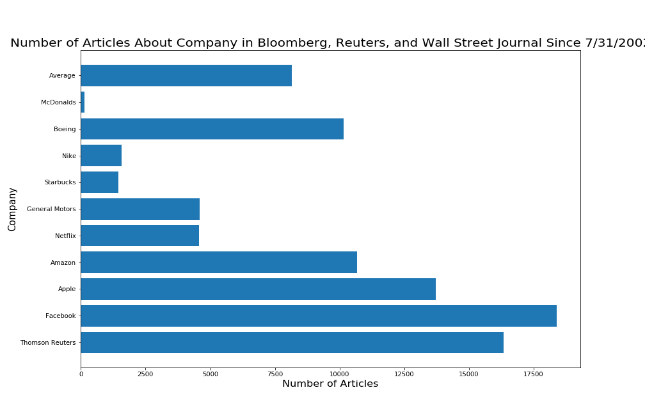 Number of Articles About Company in Bloomberg, Reuters, and Wall Street Journal Since 7/31/2002
Average
McDonalds
Boeing
Nike
Starbucks
General Motors
Netflix
Amazon
Apple
Facebook
Thomson Reuters
Company
0 2500 5000 7500 10000 12500 15000 17500
Number of Articles